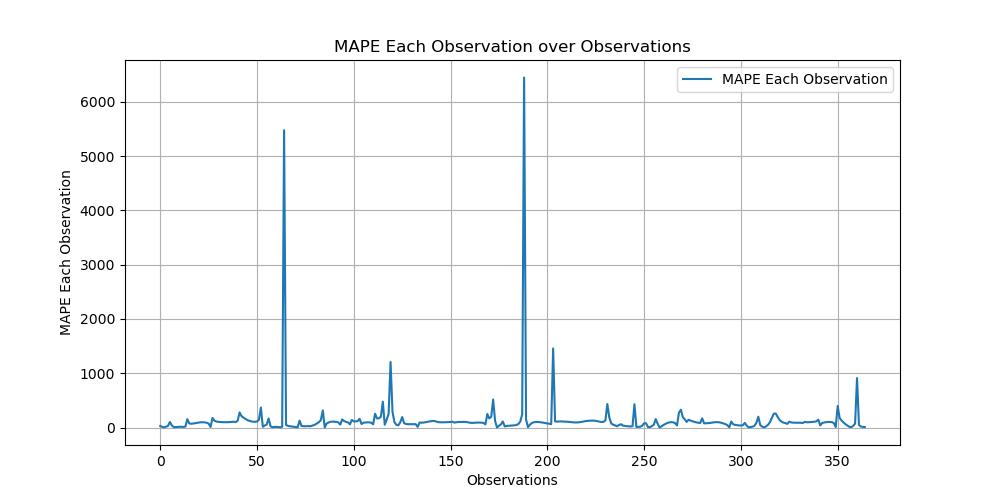 MAPE Each Observation over Observations
MAPE Each Observation
6000
5000
4000
3000
2000
1000
0
MAPE Each Observation
0 50 100 150 200 250 300 350
Observations